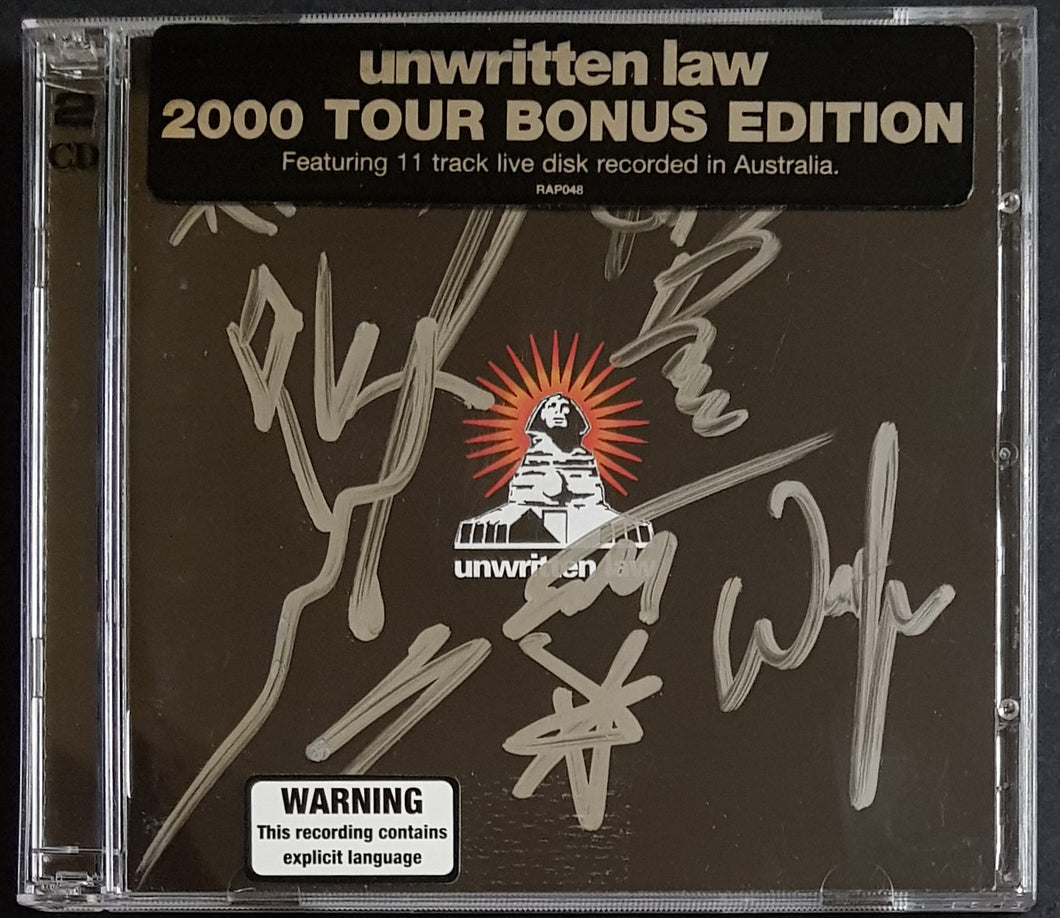 unwritten law
2000 TOUR BONUS EDITION
Featuring 11 track live disk recorded in Australia.
RAP048
2
CD
unwritten law
WARNING
This recording contains
explicit language